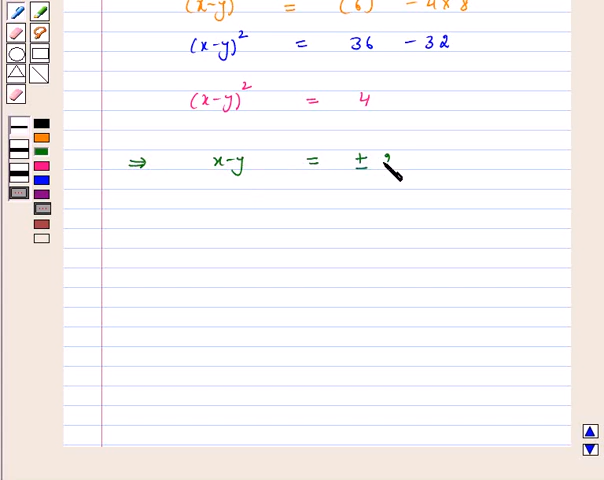 (x-y) = (6) - 4 × 8
(x-y)² = 36 - 32
(x-y)² = 4
⇒ x-y = ±